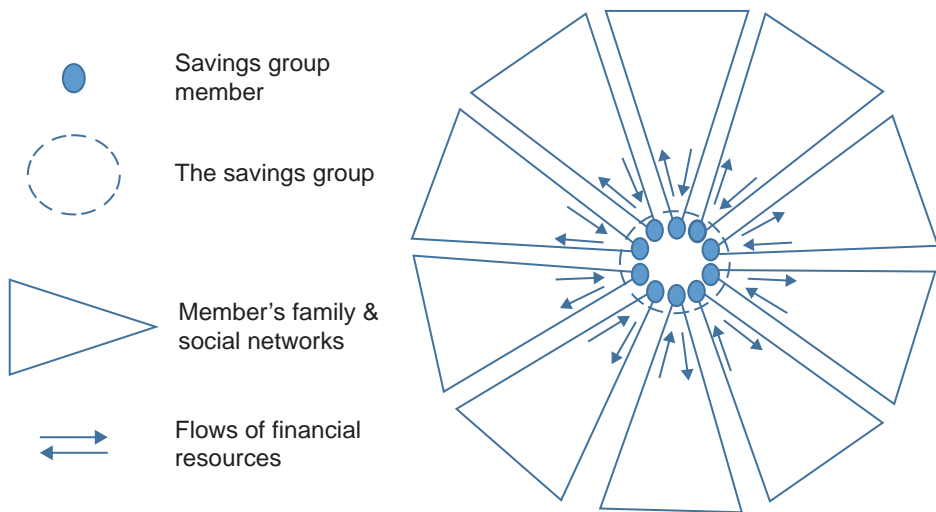 Savings group
member
The savings group
Member’s family &
social networks
Flows of financial
resources